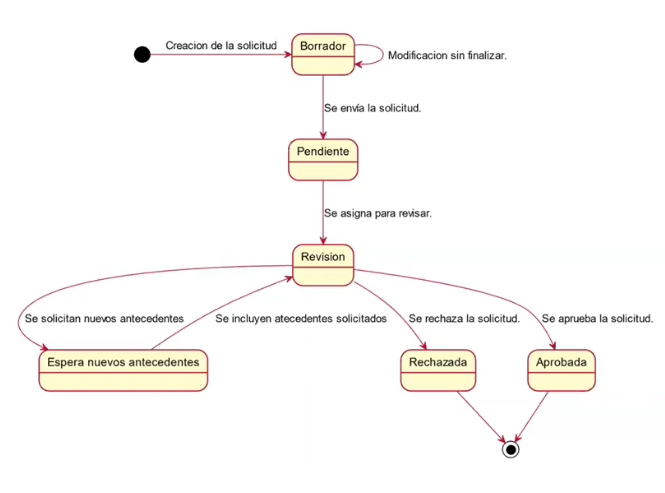 Creacion de la solicitud
Borrador
Modificacion sin finalizar.
Se envía la solicitud.
Pendiente
Se asigna para revisar.
Revision
Se solicitan nuevos antecedentes
Se incluyen atecedentes solicitados
Se rechaza la solicitud.
Se aprueba la solicitud.
Espera nuevos antecedentes
Rechazada
Aprobada